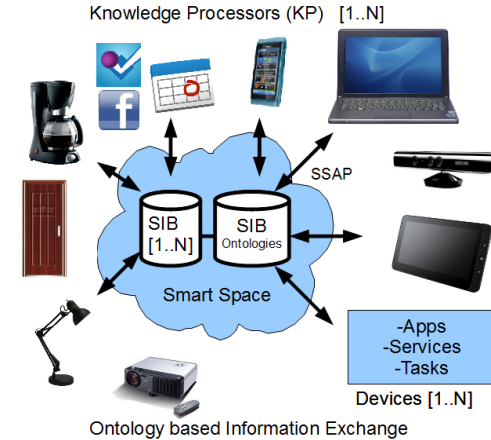 Knowledge Processors (KP) [1..N]
SSAP
SIB
[1..N]
SIB
Ontologies
Smart Space
-Apps
-Services
-Tasks
Devices [1..N]
Ontology based Information Exchange